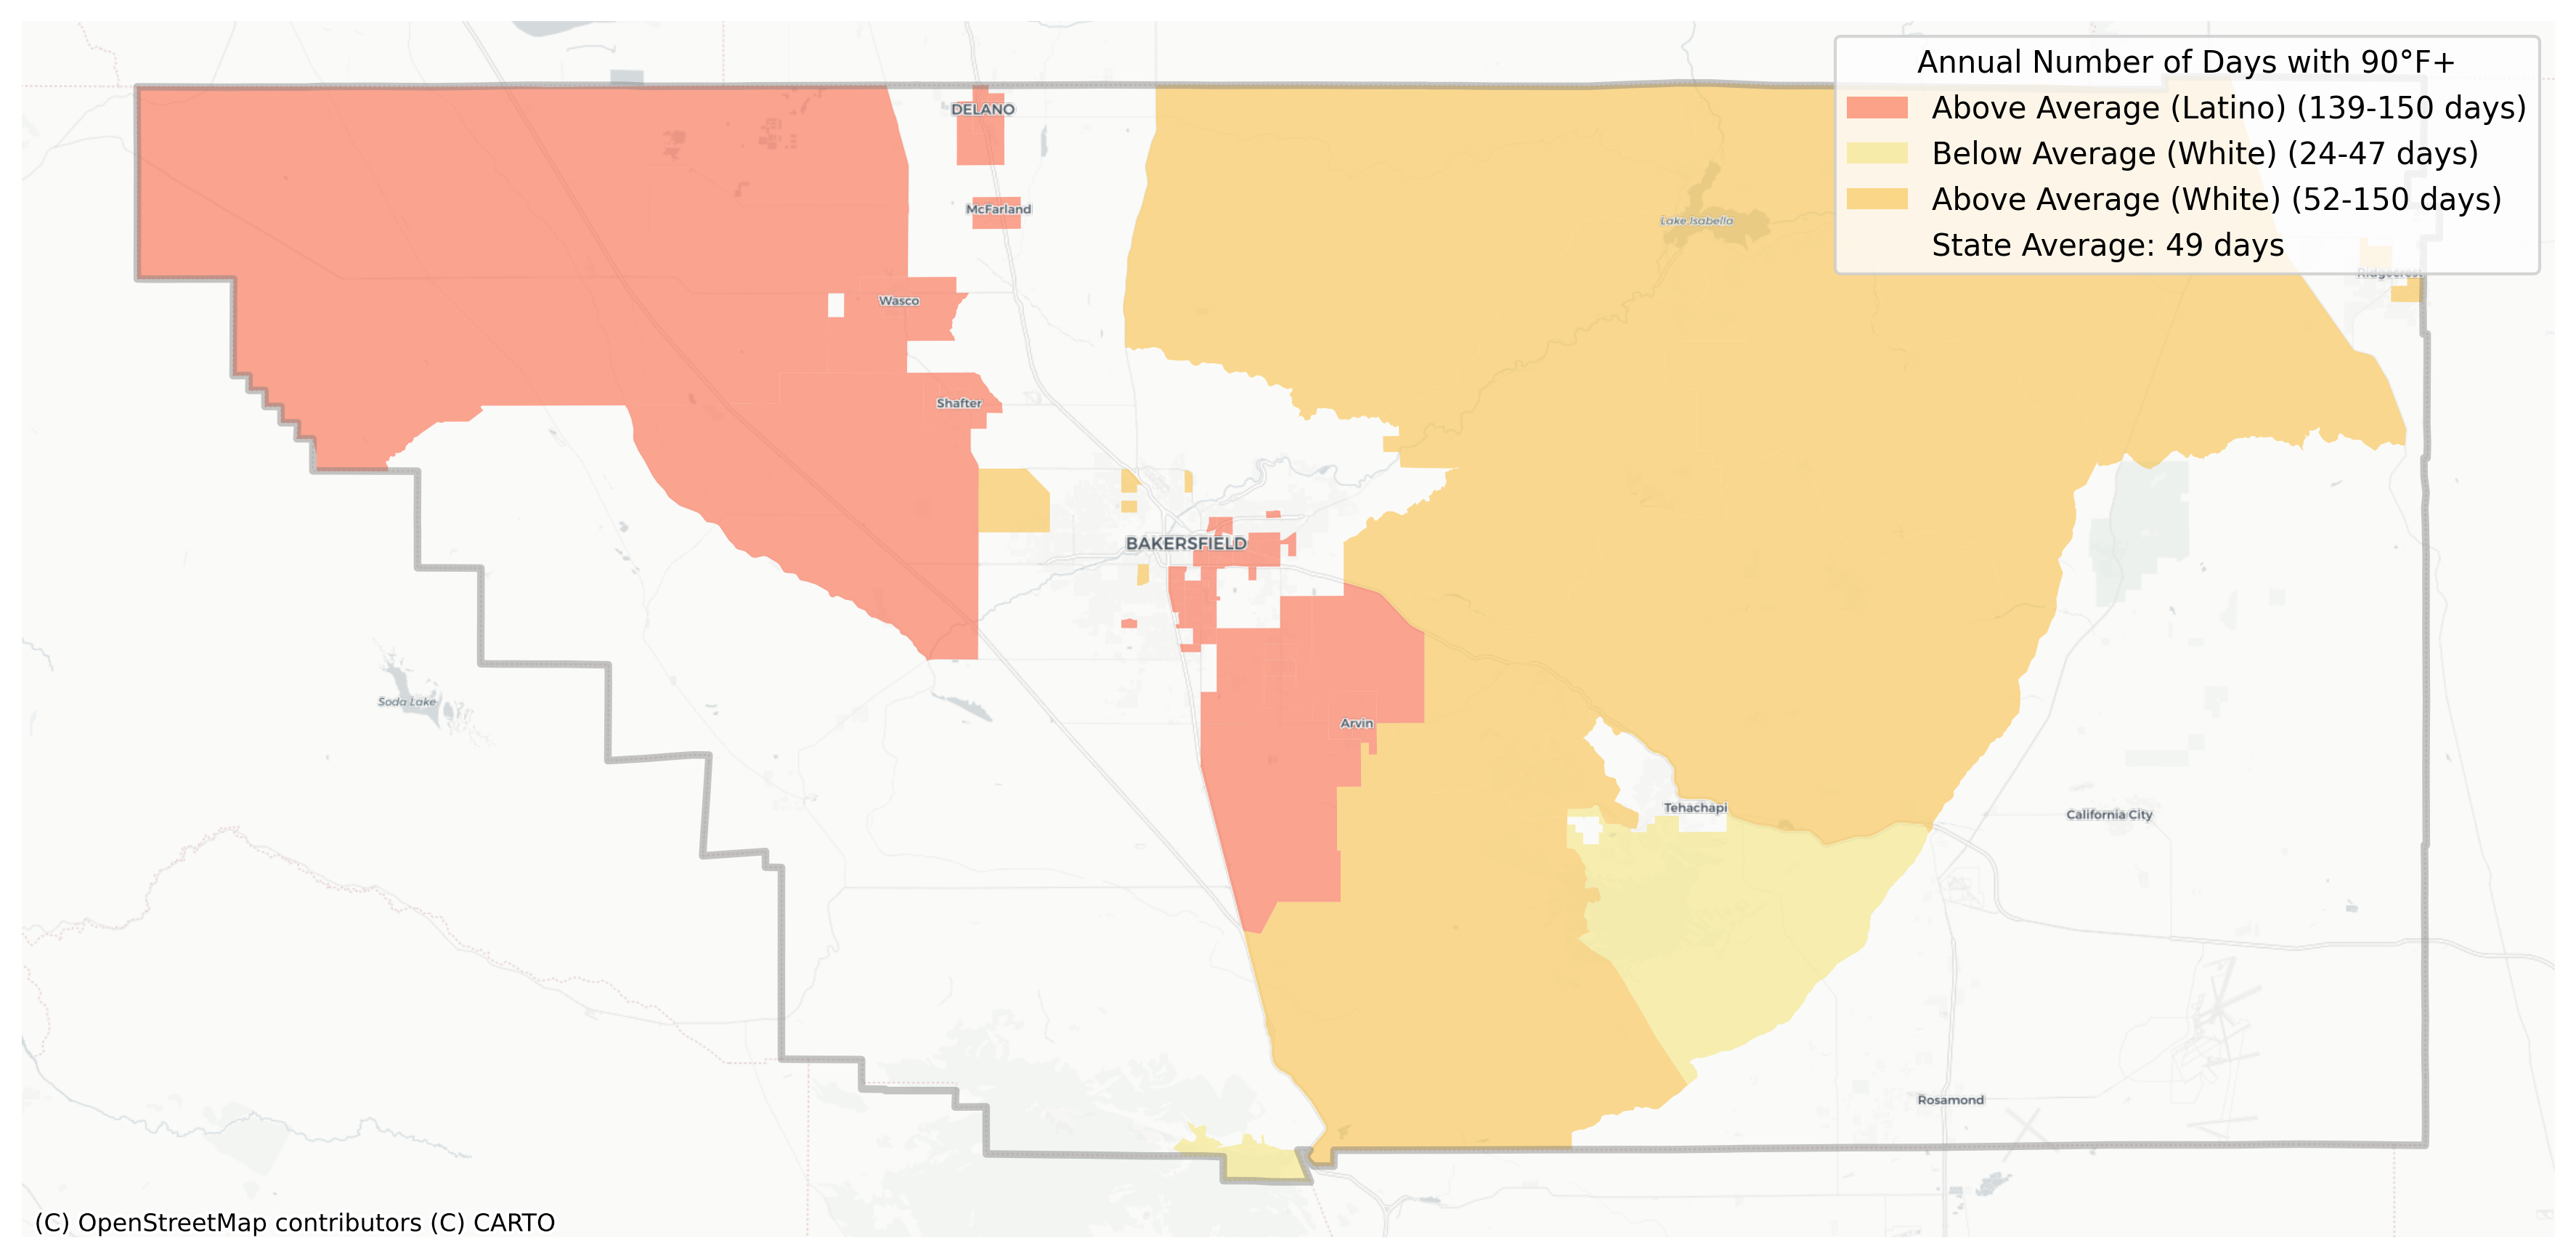 Annual Number of Days with 90°F+
Above Average (Latino) (139-150 days)
Below Average (White) (24-47 days)
Above Average (White) (52-150 days)
State Average: 49 days
DELANO
McFarland
Lake Isabella
Ridgecrest
Wasco
Shafter
BAKERSFIELD
Soda Lake
Arvin
Tehachapi
California City
Rosamond
(C) OpenStreetMap contributors (C) CARTO